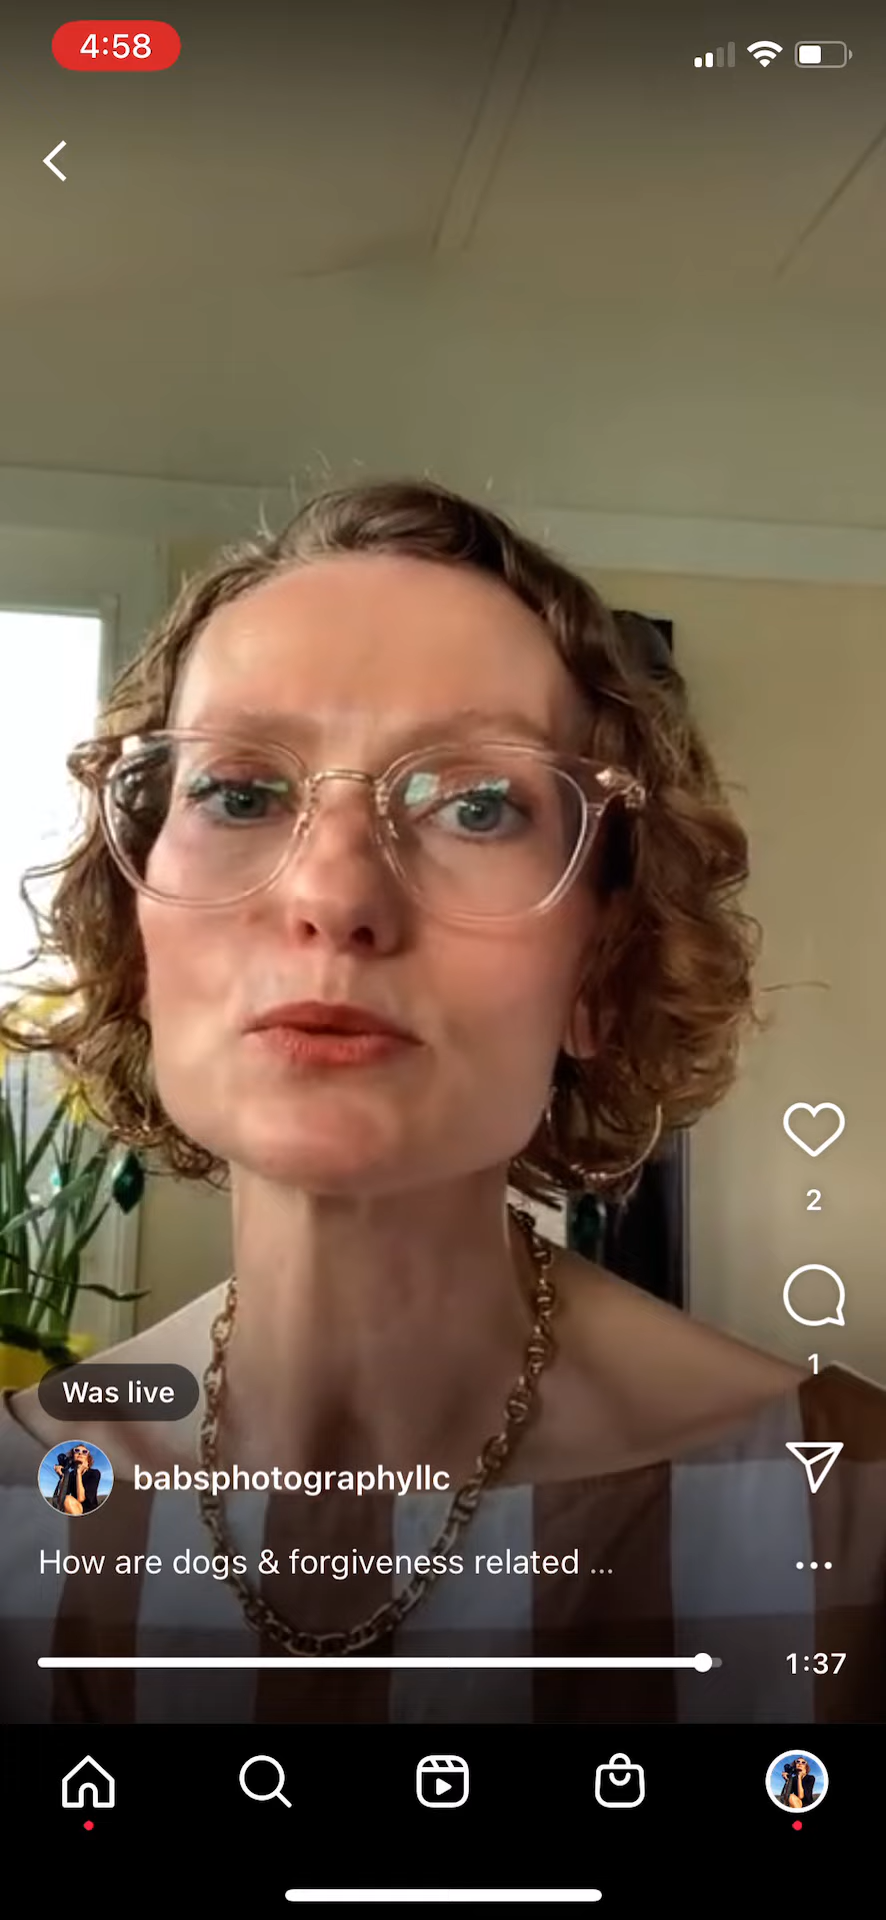 4:58
2
1
Was live
babsphotographyllc
How are dogs & forgiveness related ...
1:37